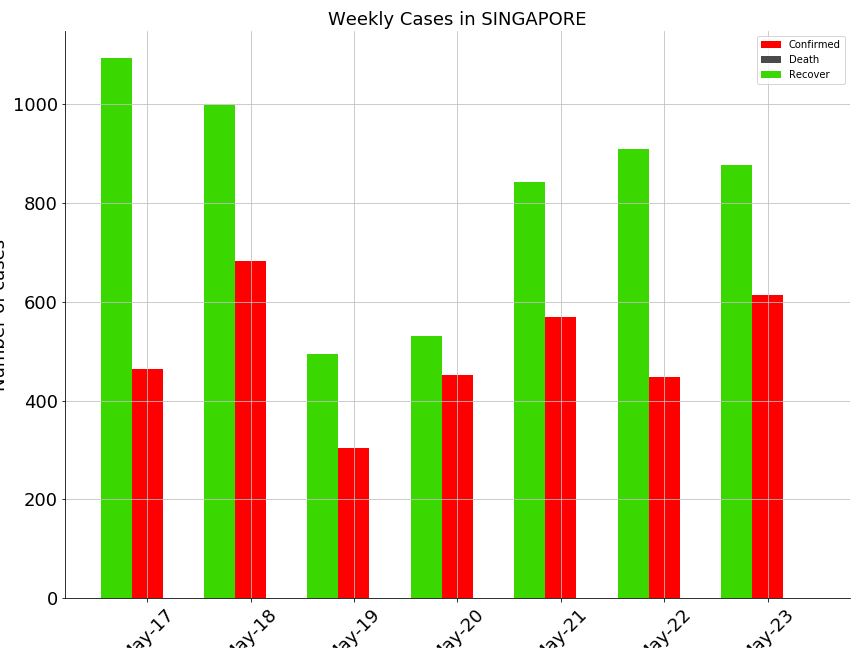 Weekly Cases in SINGAPORE
Confirmed
Death
Recover
1000
800
600
400
200
0
Number of cases
May-17
May-18
May-19
May-20
May-21
May-22
May-23